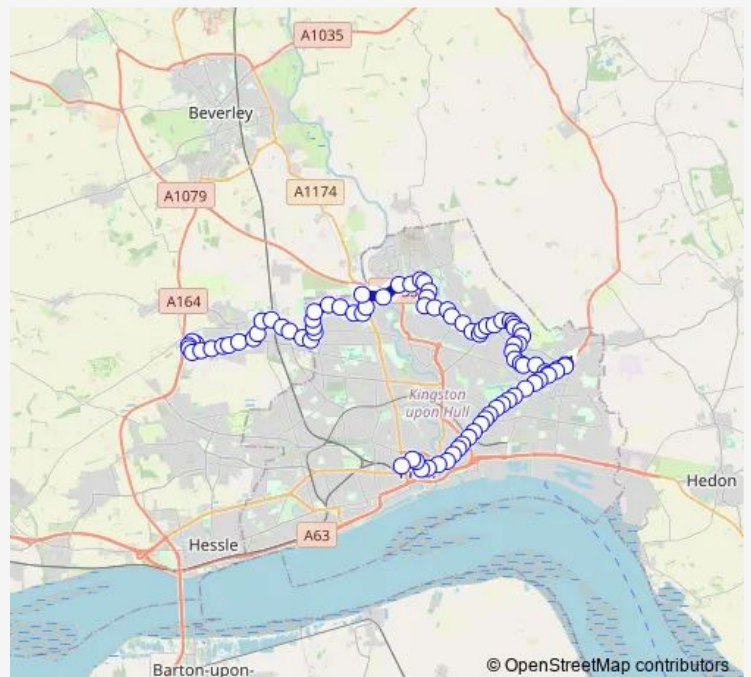 A1035
Beverley
A1079
A1174
A164
Kingston
upon Hull
Hedon
Hessle
A63
Barton-upon-
© OpenStreetMap contributors